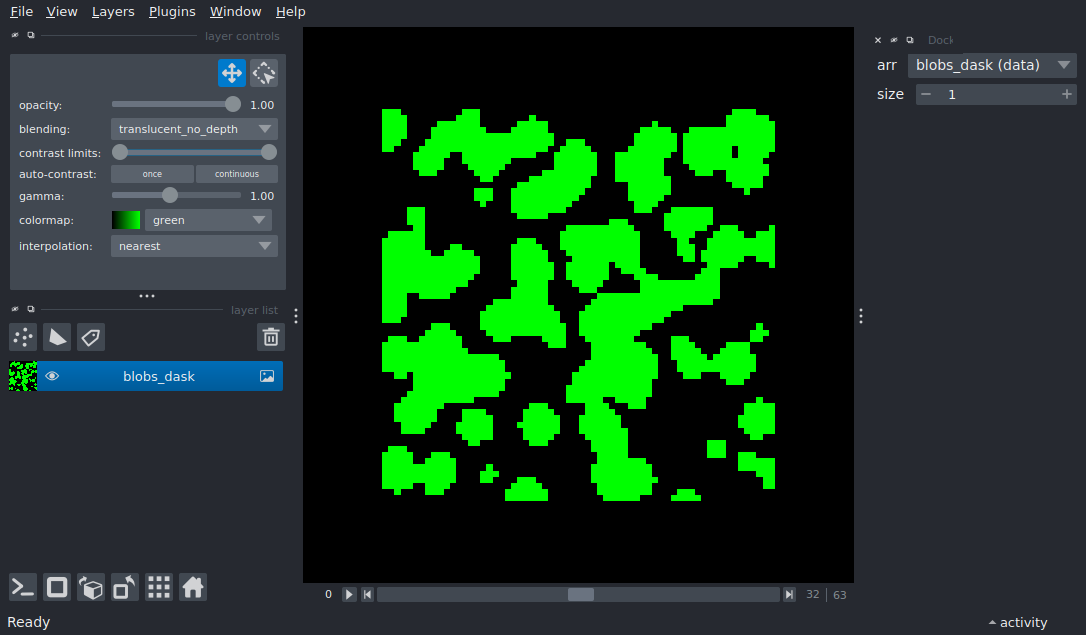 File View Layers Plugins Window Help
layer controls
opacity: 1.00
blending: translucent_no_depth
contrast limits:
auto-contrast: once continuous
gamma: 1.00
colormap: green
interpolation: nearest
layer list
blobs_dask
Dock
arr blobs_dask (data)
size 1
0 32 63
Ready
activity